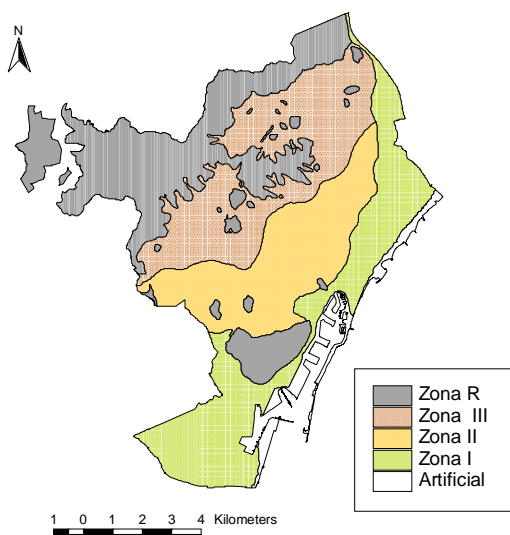 N
Zona R
Zona III
Zona II
Zona I
Artificial
1 0 1 2 3 4 Kilometers